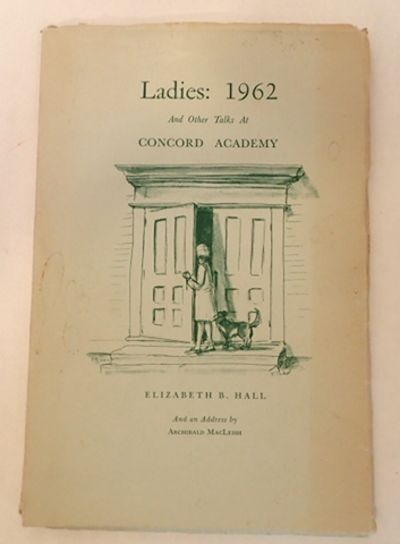 Ladies: 1962
And Other Talks At
CONCORD ACADEMY
ELIZABETH B. HALL
And an Address by
ARCHIBALD MACLEISH